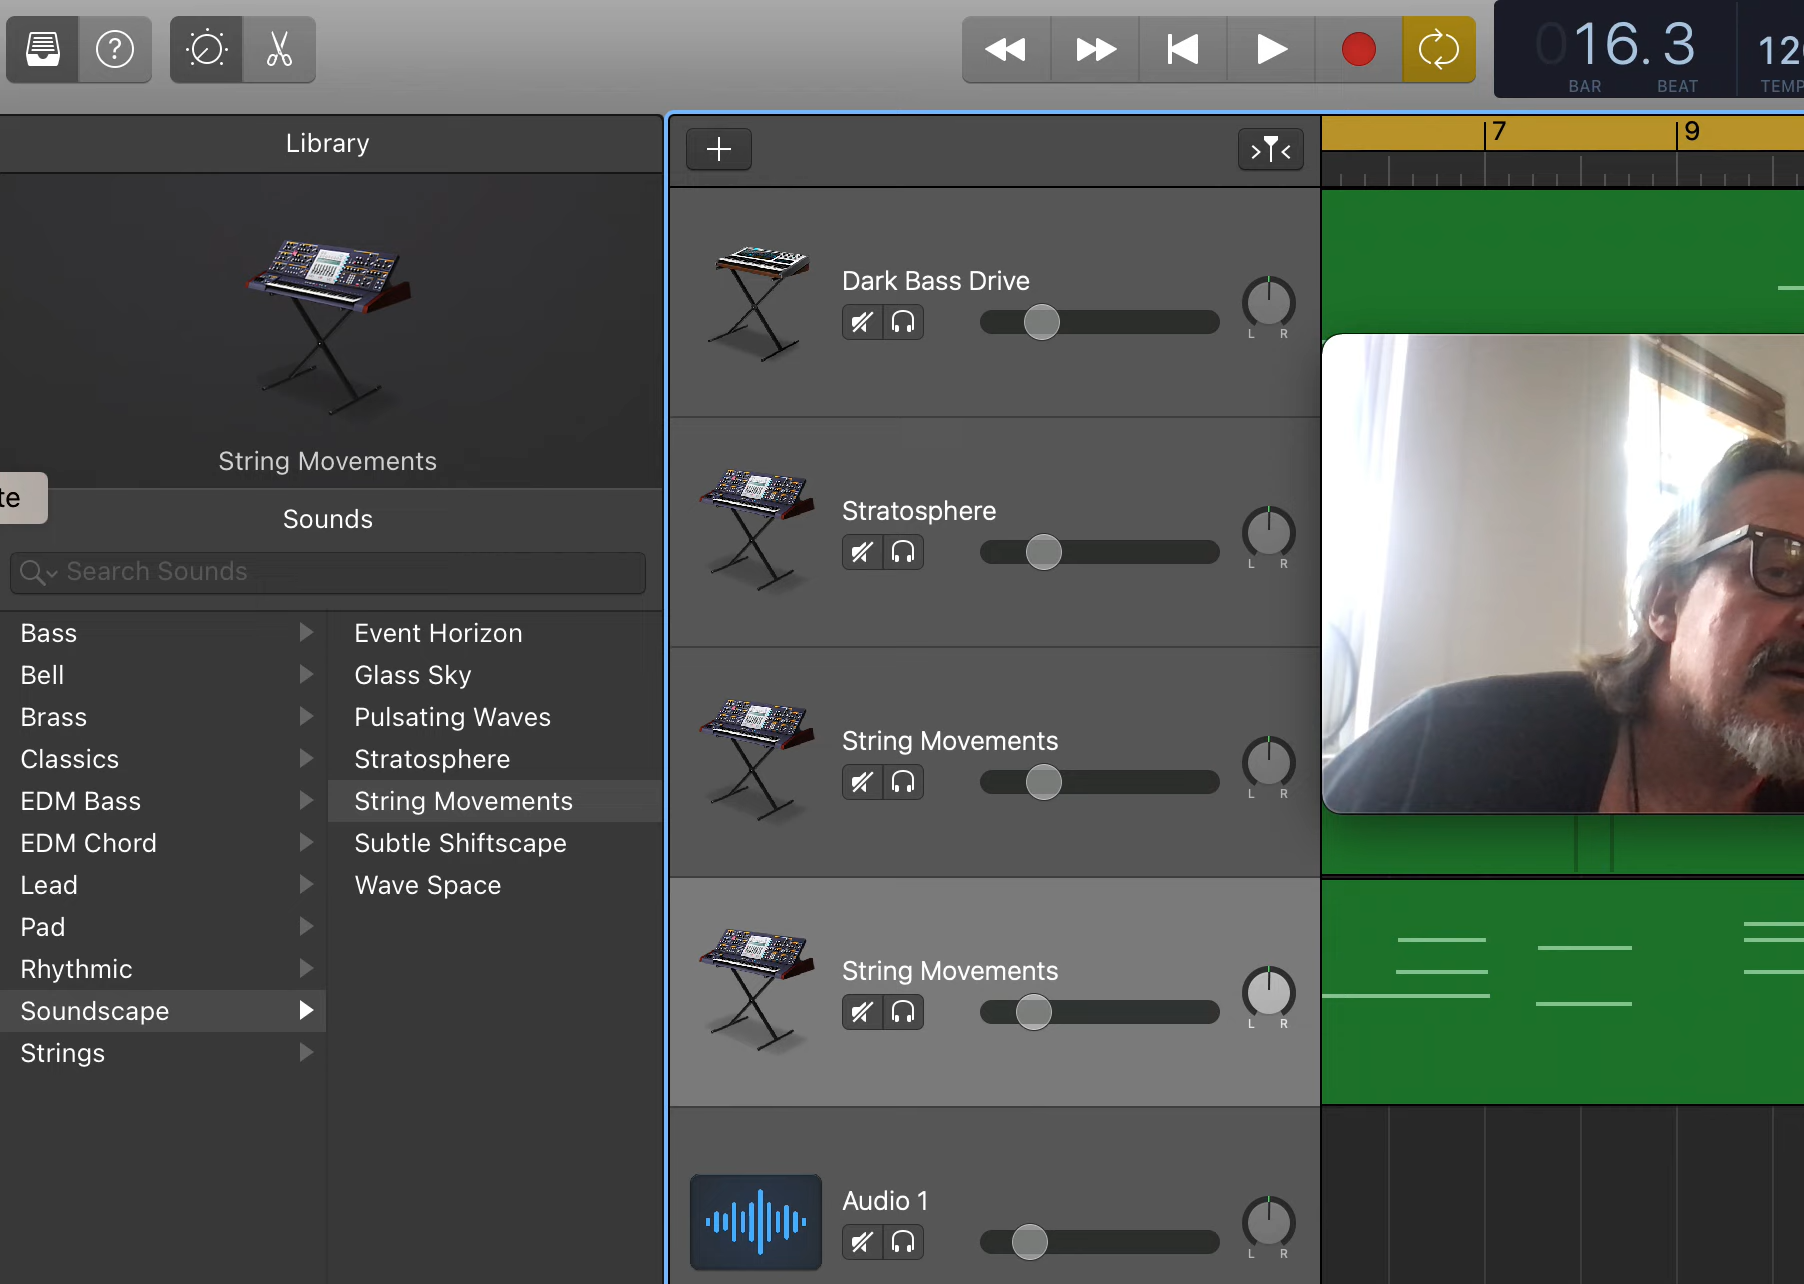 016.3
BAR
BEAT
TEMP
Library
7
9
String Movements
te
Sounds
Search Sounds
Bass
Bell
Brass
Classics
EDM Bass
EDM Chord
Lead
Pad
Rhythmic
Soundscape
Strings
Event Horizon
Glass Sky
Pulsating Waves
Stratosphere
String Movements
Subtle Shiftscape
Wave Space
Dark Bass Drive
L R
Stratosphere
L R
String Movements
L R
String Movements
L R
Audio 1
L R